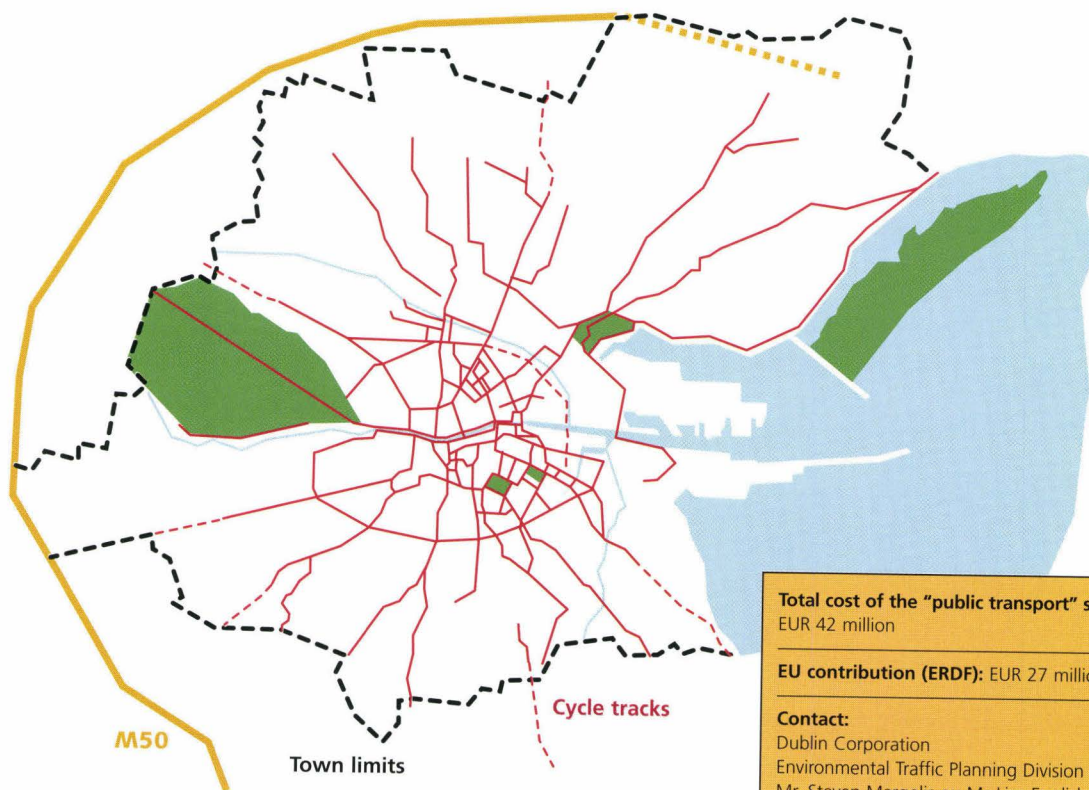 M50
Town limits
Cycle tracks
Total cost of the "public transport"
EUR 42 million
EU contribution (ERDF): EUR 27
Contact:
Dublin Corporation
Environmental Traffic Planning Division